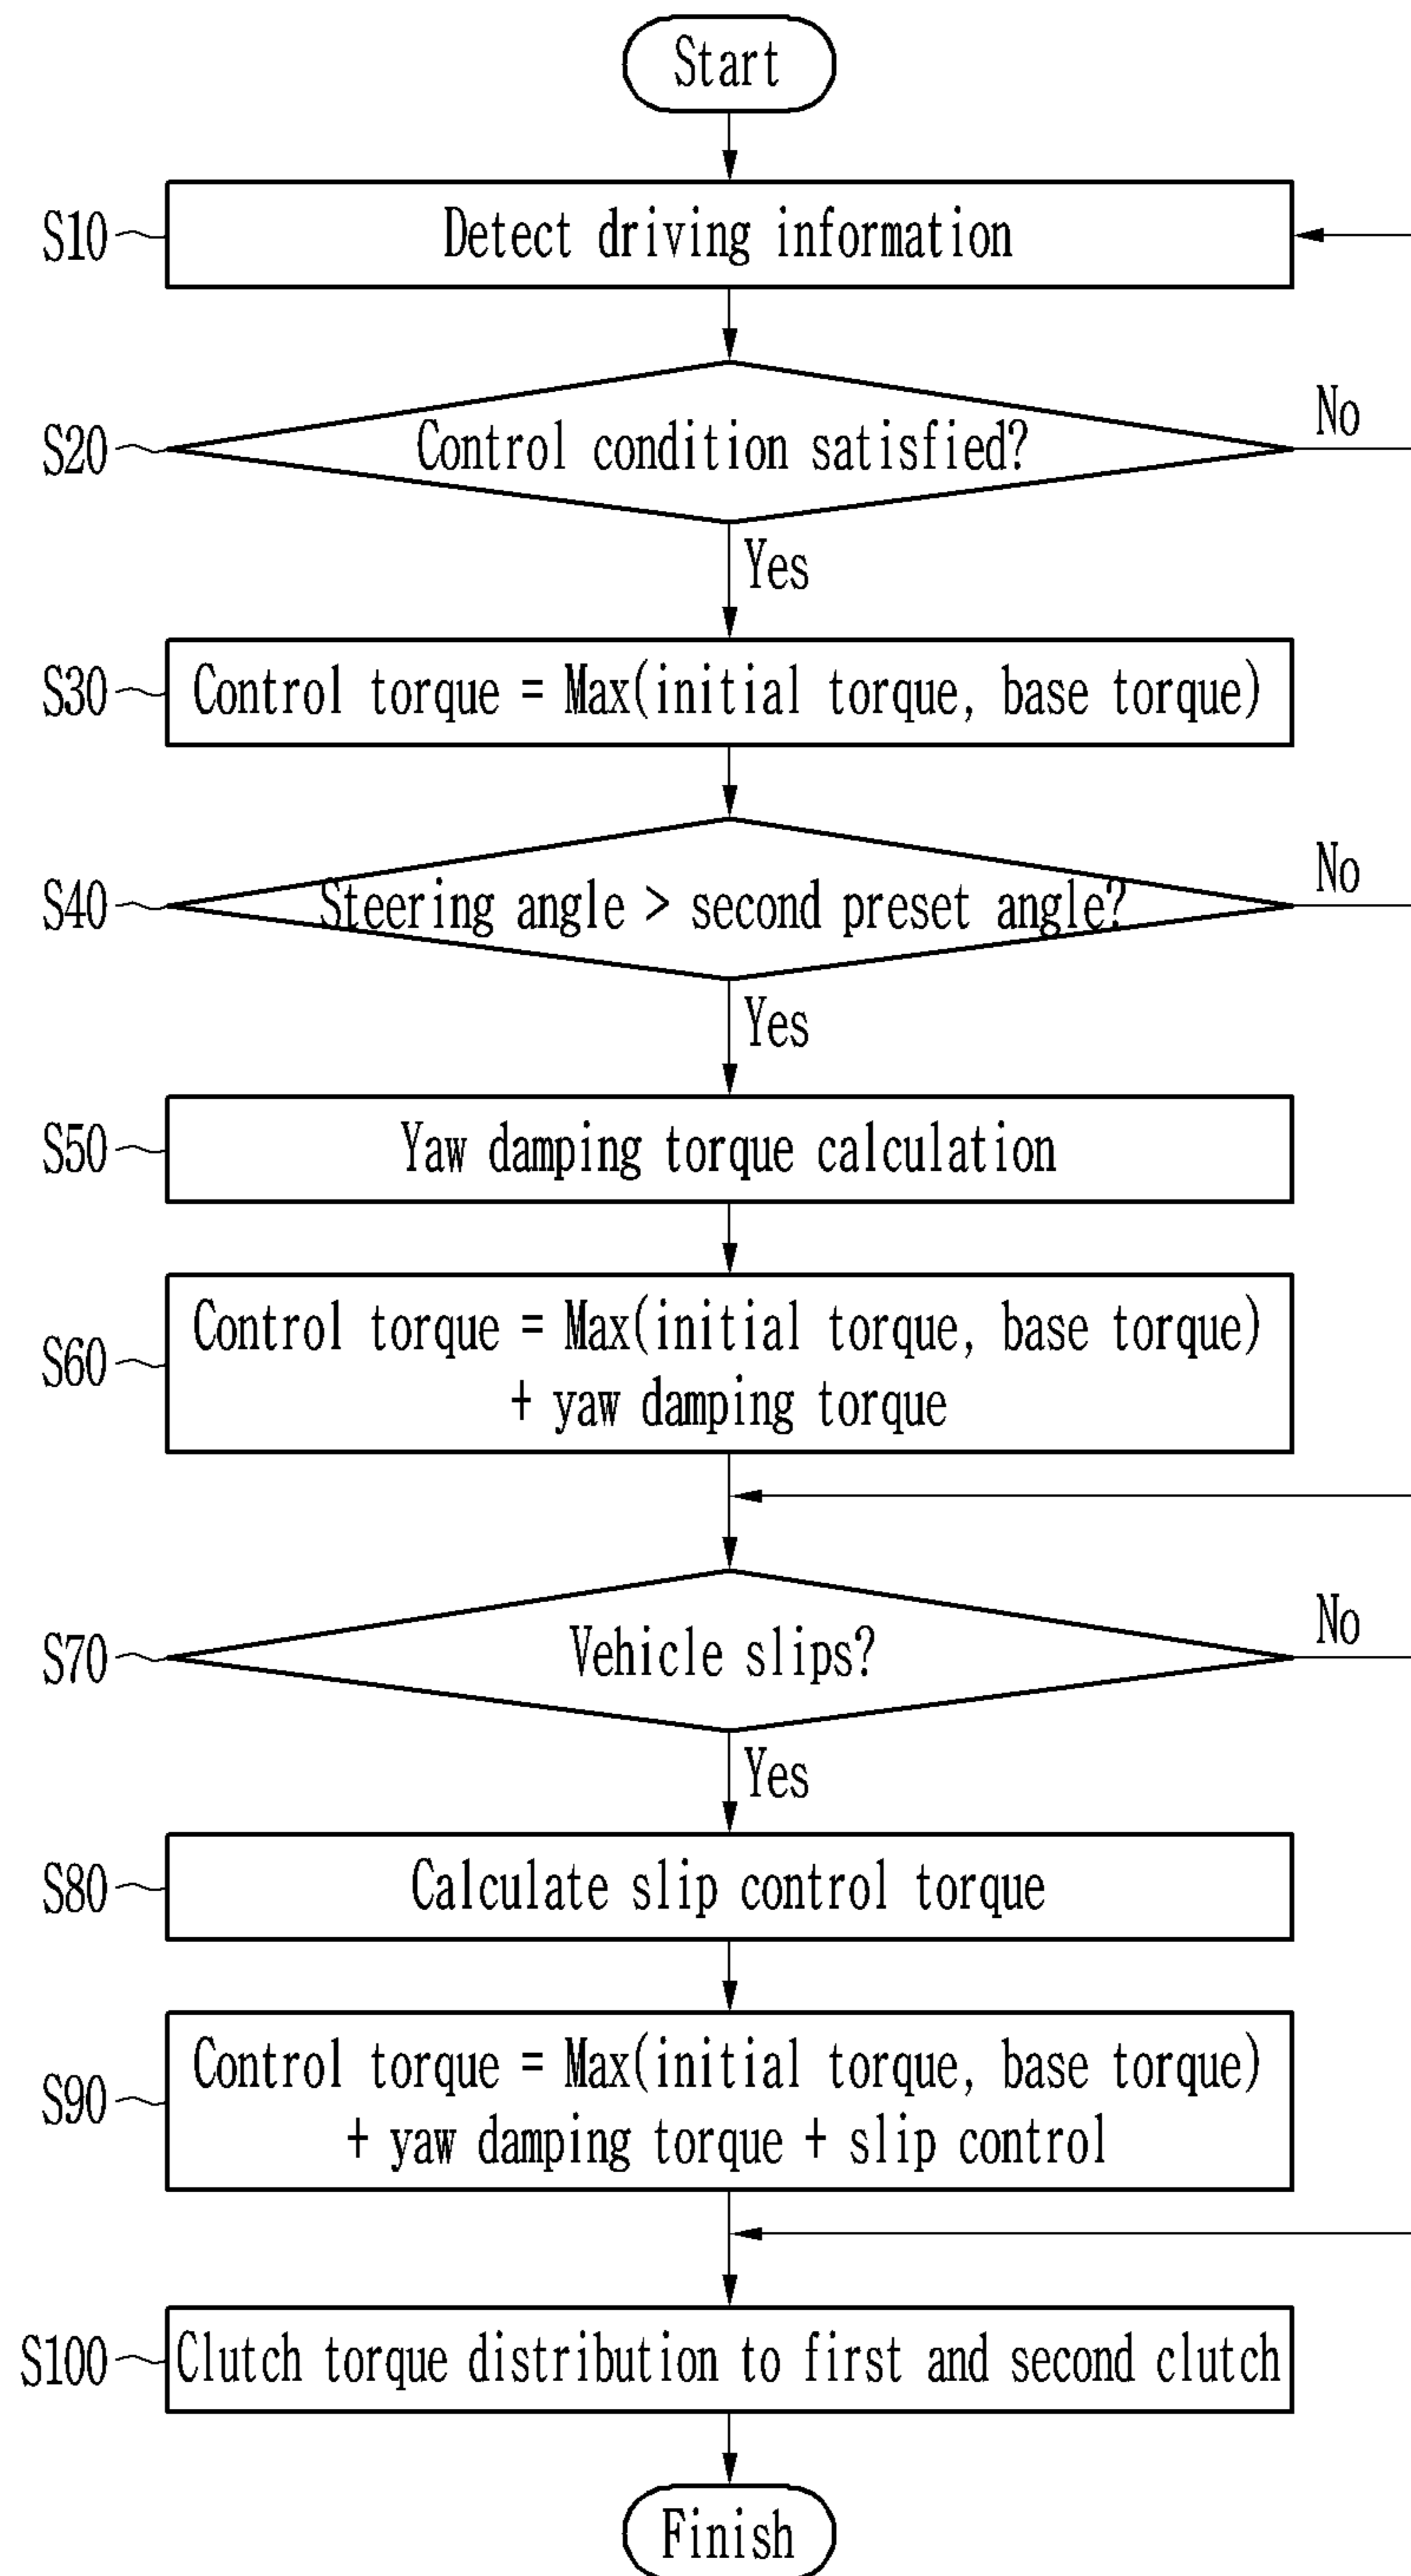 Start
S10
Detect driving information
S20
Control condition satisfied?
No
Yes
S30
Control torque = Max(initial torque, base torque)
S40
Steering angle > second preset angle?
No
Yes
S50
Yaw damping torque calculation
S60
Control torque = Max(initial torque, base torque)
+ yaw damping torque
S70
Vehicle slips?
No
Yes
S80
Calculate slip control torque
S90
Control torque = Max(initial torque, base torque)
+ yaw damping torque + slip control
S100
Clutch torque distribution to first and second clutch
Finish